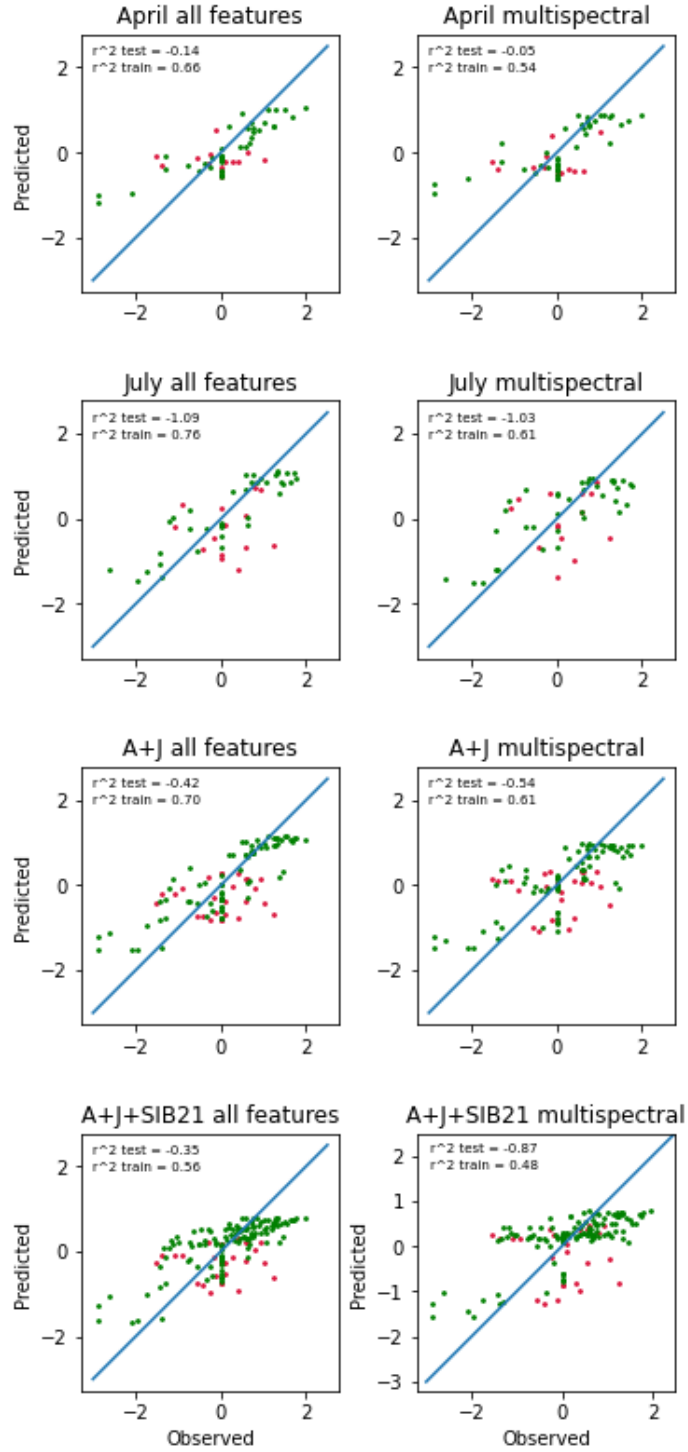 April all features
r^2 test = -0.14
r^2 train = 0.66
2
0
−2
Predicted
−2 0 2
April multispectral
r^2 test = -0.05
r^2 train = 0.54
2
0
−2
−2 0 2
July all features
r^2 test = -1.09
r^2 train = 0.76
2
0
−2
Predicted
−2 0 2
July multispectral
r^2 test = -1.03
r^2 train = 0.61
2
0
−2
−2 0 2
A+J all features
r^2 test = -0.42
r^2 train = 0.70
2
0
−2
Predicted
−2 0 2
A+J multispectral
r^2 test = -0.54
r^2 train = 0.61
2
0
−2
−2 0 2
A+J+SIB21 all features
r^2 test = -0.35
r^2 train = 0.56
2
0
−2
Predicted
−2 0 2
Observed
A+J+SIB21 multispectral
r^2 test = -0.87
r^2 train = 0.48
2
1
0
−1
−2
−3
Predicted
−2 0 2
Observed